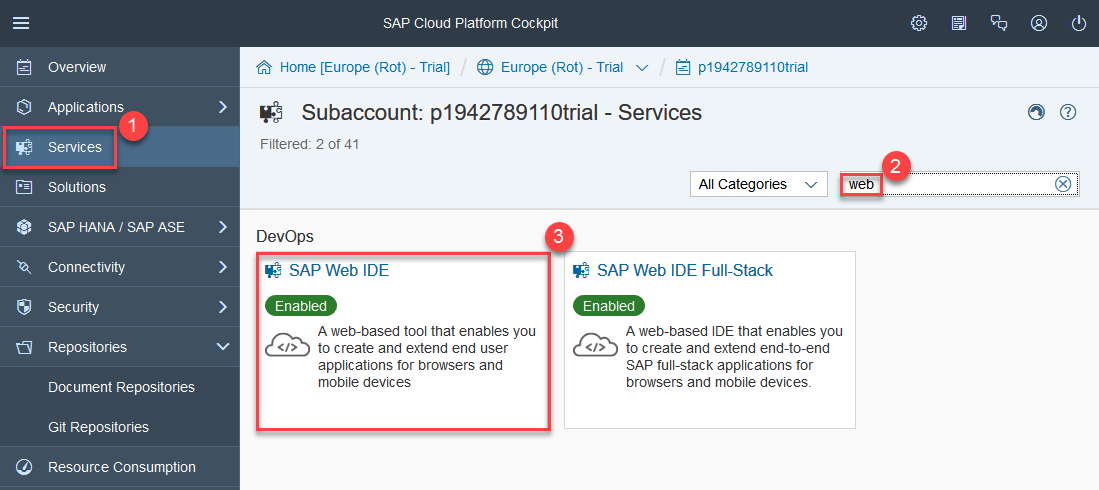 SAP Cloud Platform Cockpit
Overview
Applications
1
Services
Solutions
SAP HANA / SAP ASE
Connectivity
Security
Repositories
Document Repositories
Git Repositories
Resource Consumption
Home [Europe (Rot) - Trial] / Europe (Rot) - Trial / p1942789110trial
Subaccount: p1942789110trial - Services
Filtered: 2 of 41
All Categories
web
2
DevOps
3
SAP Web IDE
Enabled
A web-based tool that enables you
to create and extend end user
applications for browsers and
mobile devices
SAP Web IDE Full-Stack
Enabled
A web-based IDE that enables you
to create and extend end-to-end
SAP full-stack applications for
browsers and mobile devices.